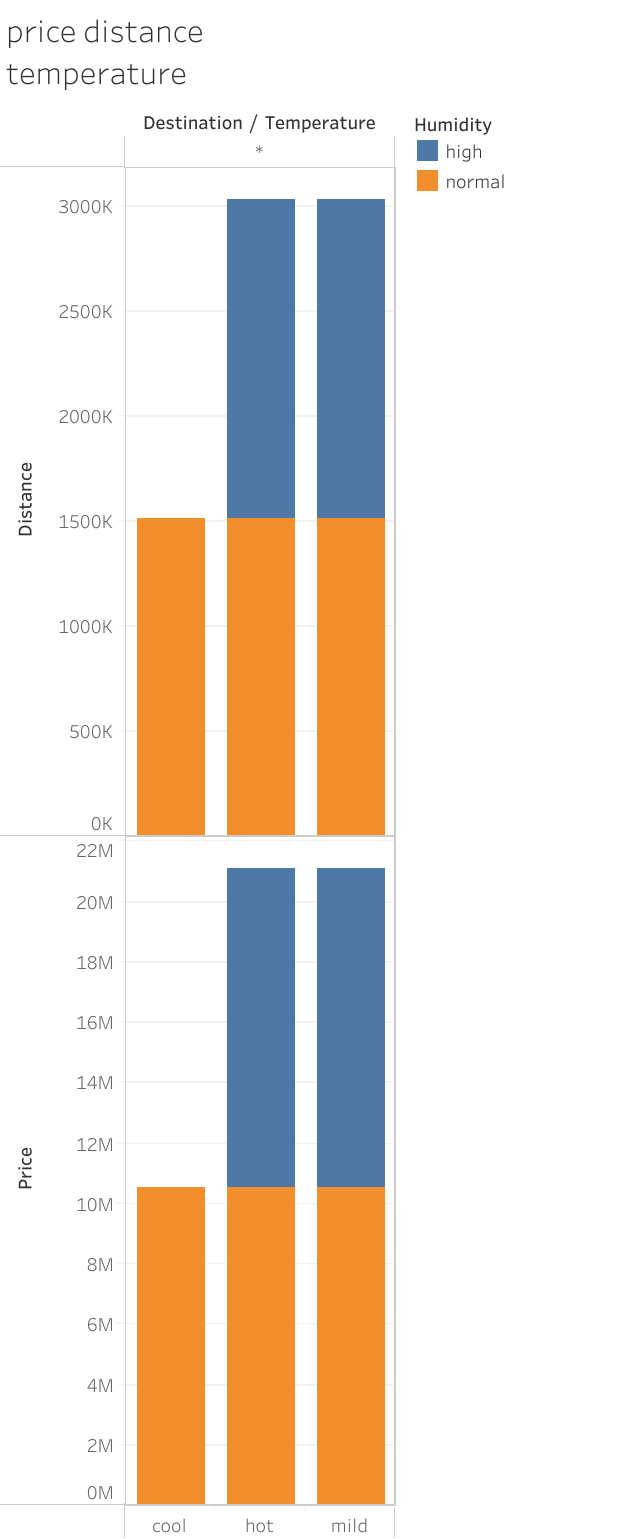 price distance
temperature
Destination / Temperature
*
Humidity
high
normal
3000K
2500K
2000K
1500K
1000K
500K
0K
Distance
22M
20M
18M
16M
14M
12M
10M
8M
6M
4M
2M
0M
Price
cool hot mild